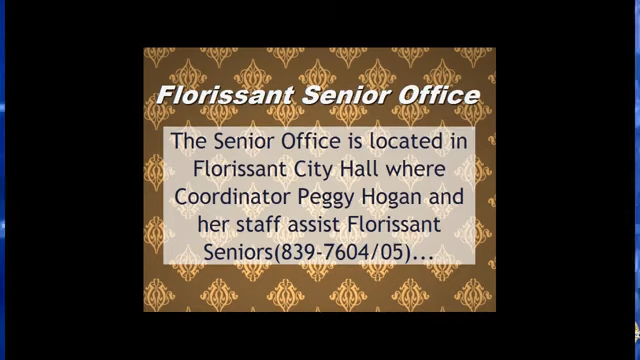 Florissant Senior Office
The Senior Office is located in
Florissant City Hall where
Coordinator Peggy Hogan and
her staff assist Florissant
Seniors(839-7604/05)...